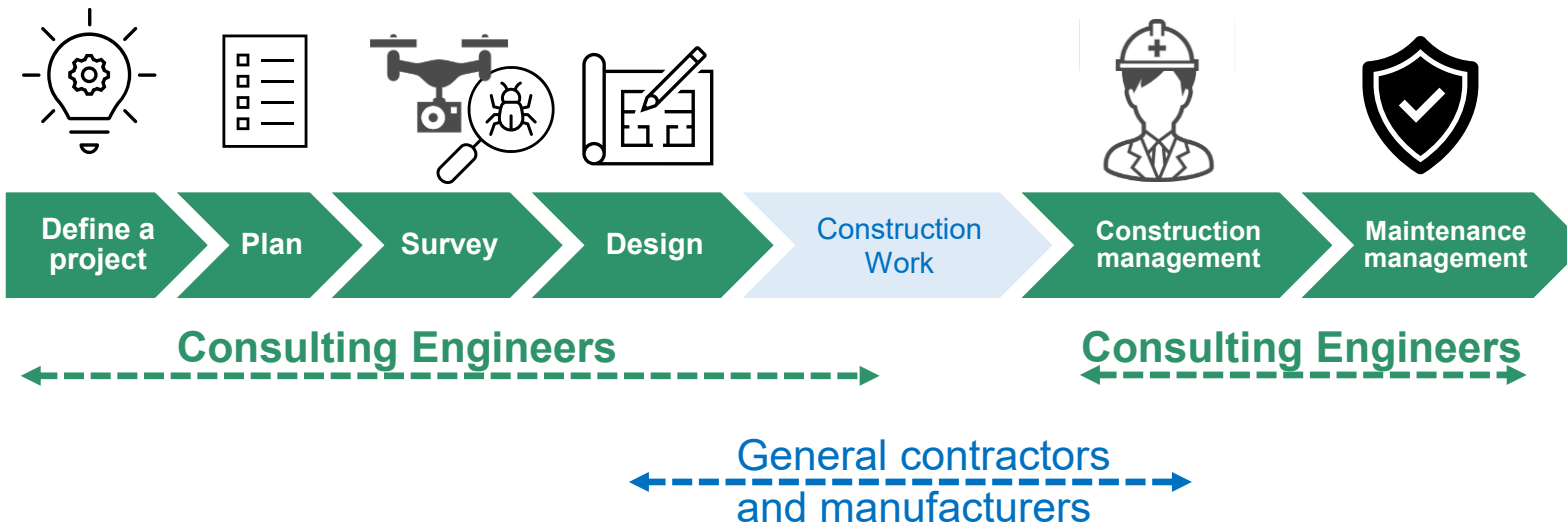 Define a
project
Plan
Survey
Design
Construction
Work
Construction
management
Maintenance
management
Consulting Engineers
Consulting Engineers
General contractors
and manufacturers